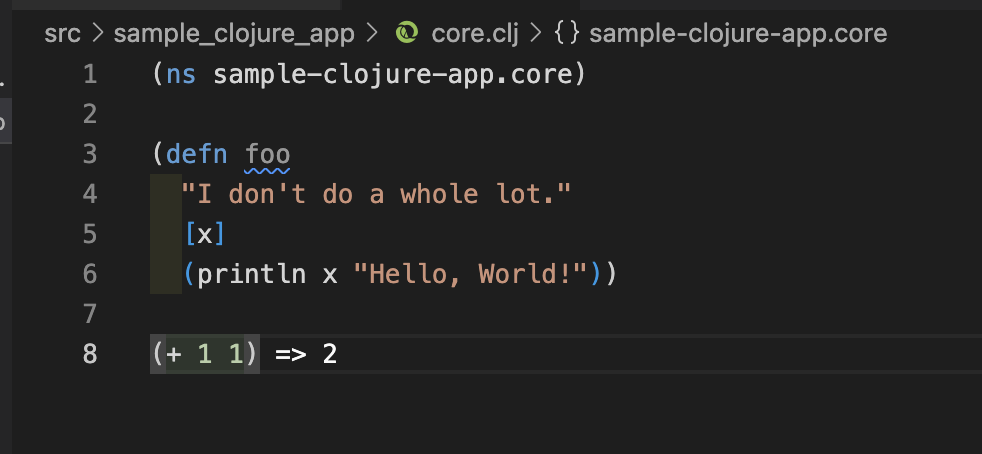 src > sample_clojure_app > core.clj > {} sample-clojure-app.core
1 (ns sample-clojure-app.core)
2
3 (defn foo
4 "I don't do a whole lot."
5 [x]
6 (println x "Hello, World!"))
7
8 (+ 1 1) => 2